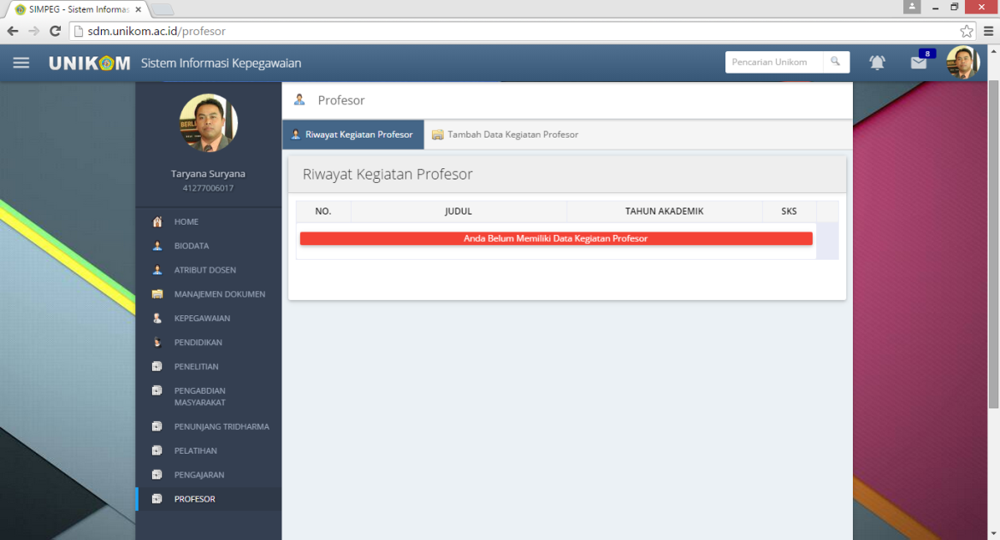 SIMPEG - Sistem Informas
sdm.unikom.ac.id/profesor
UNIKOM Sistem Informasi Kepegawaian
Pencarian Unikom
8
Taryana Suryana
41277006017
HOME
BIODATA
ATRIBUT DOSEN
MANAJEMEN DOKUMEN
KEPEGAWAIAN
PENDIDIKAN
PENELITIAN
PENGABDIAN
MASYARAKAT
PENUNJANG TRIDHARMA
PELATIHAN
PENGAJARAN
PROFESOR
Profesor
Riwayat Kegiatan Profesor
Tambah Data Kegiatan Profesor
Riwayat Kegiatan Profesor
NO. JUDUL TAHUN AKADEMIK SKS
Anda Belum Memiliki Data Kegiatan Profesor